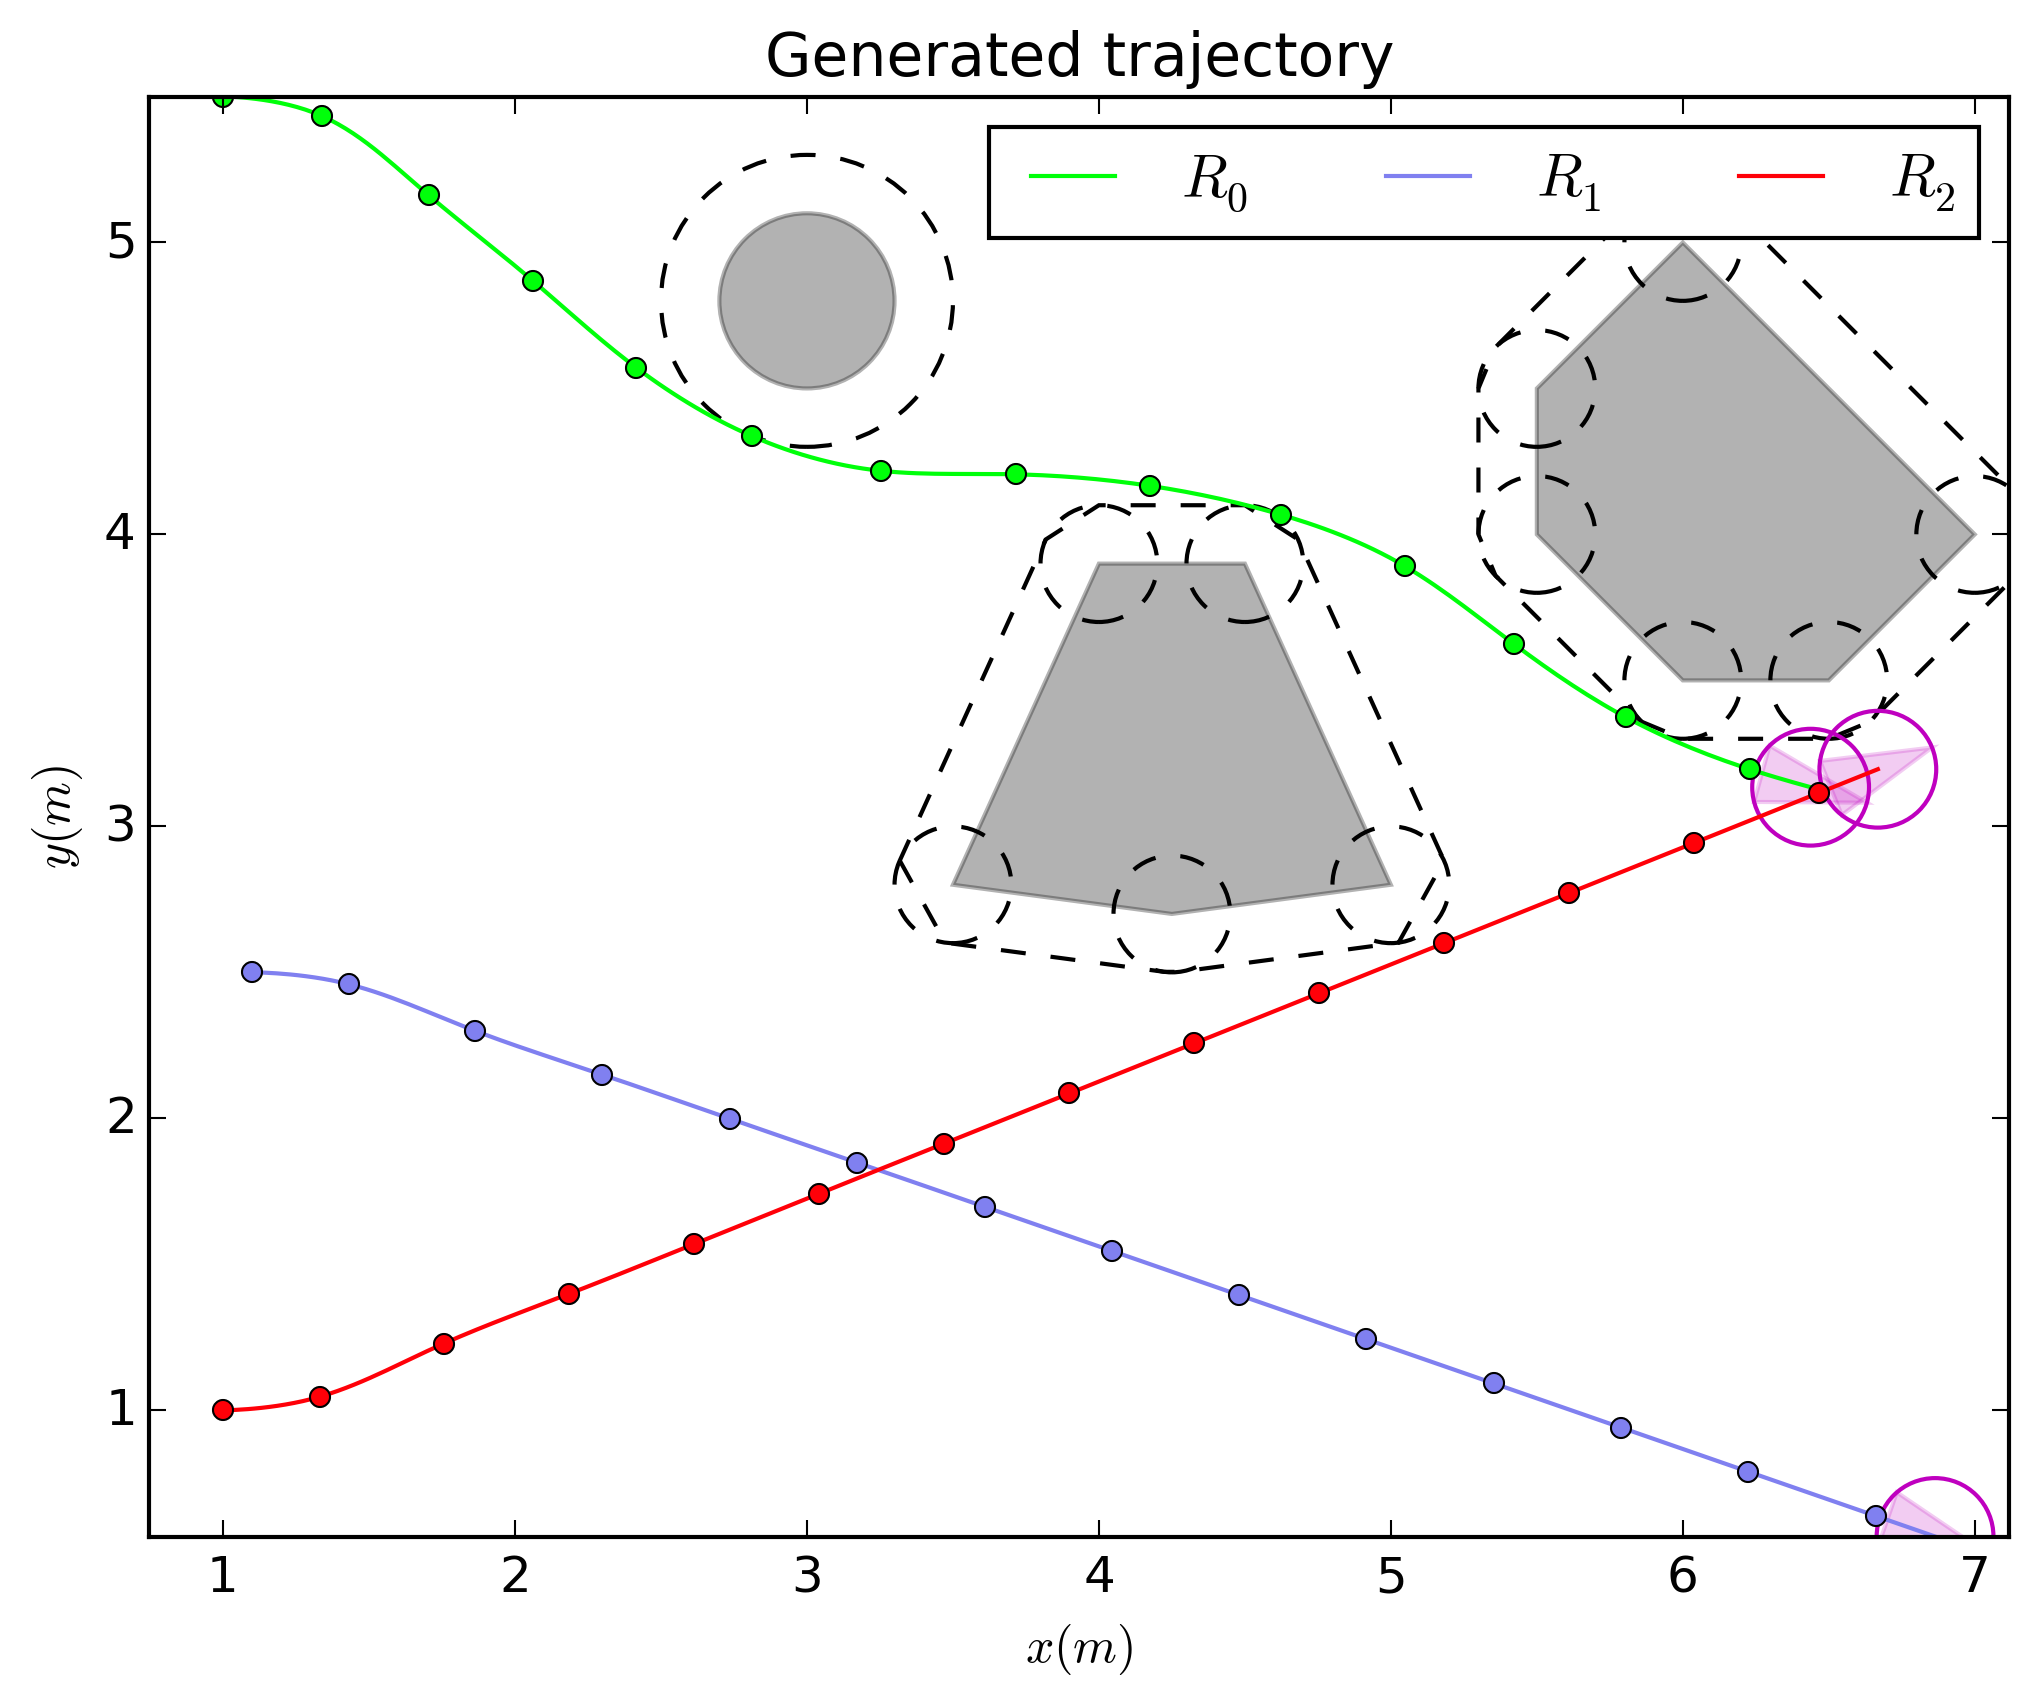 Generated trajectory
R₀ R₁ R₂
5
4
3
2
1
y(m)
1 2 3 4 5 6 7
x(m)